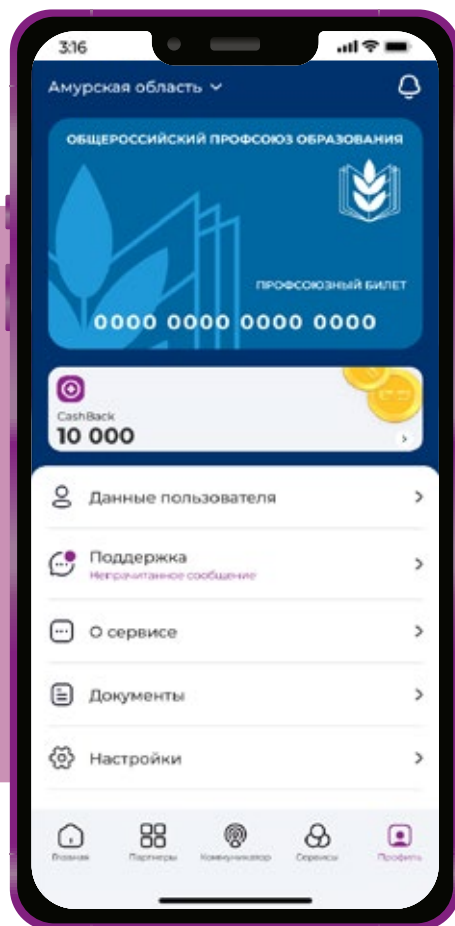 3:16
Амурская область
ОБЩЕРОССИЙСКИЙ ПРОФСОЮЗ ОБРАЗОВАНИЯ
ПРОФСОЮЗНЫЙ БИЛЕТ
0000 0000 0000 0000
CashBack
10 000
Данные пользователя
Поддержка
Непрачитанное сообщение
О сервисе
Документы
Настройки
Главная
Партнеры
Коммуникатор
Сервисы
Профиль